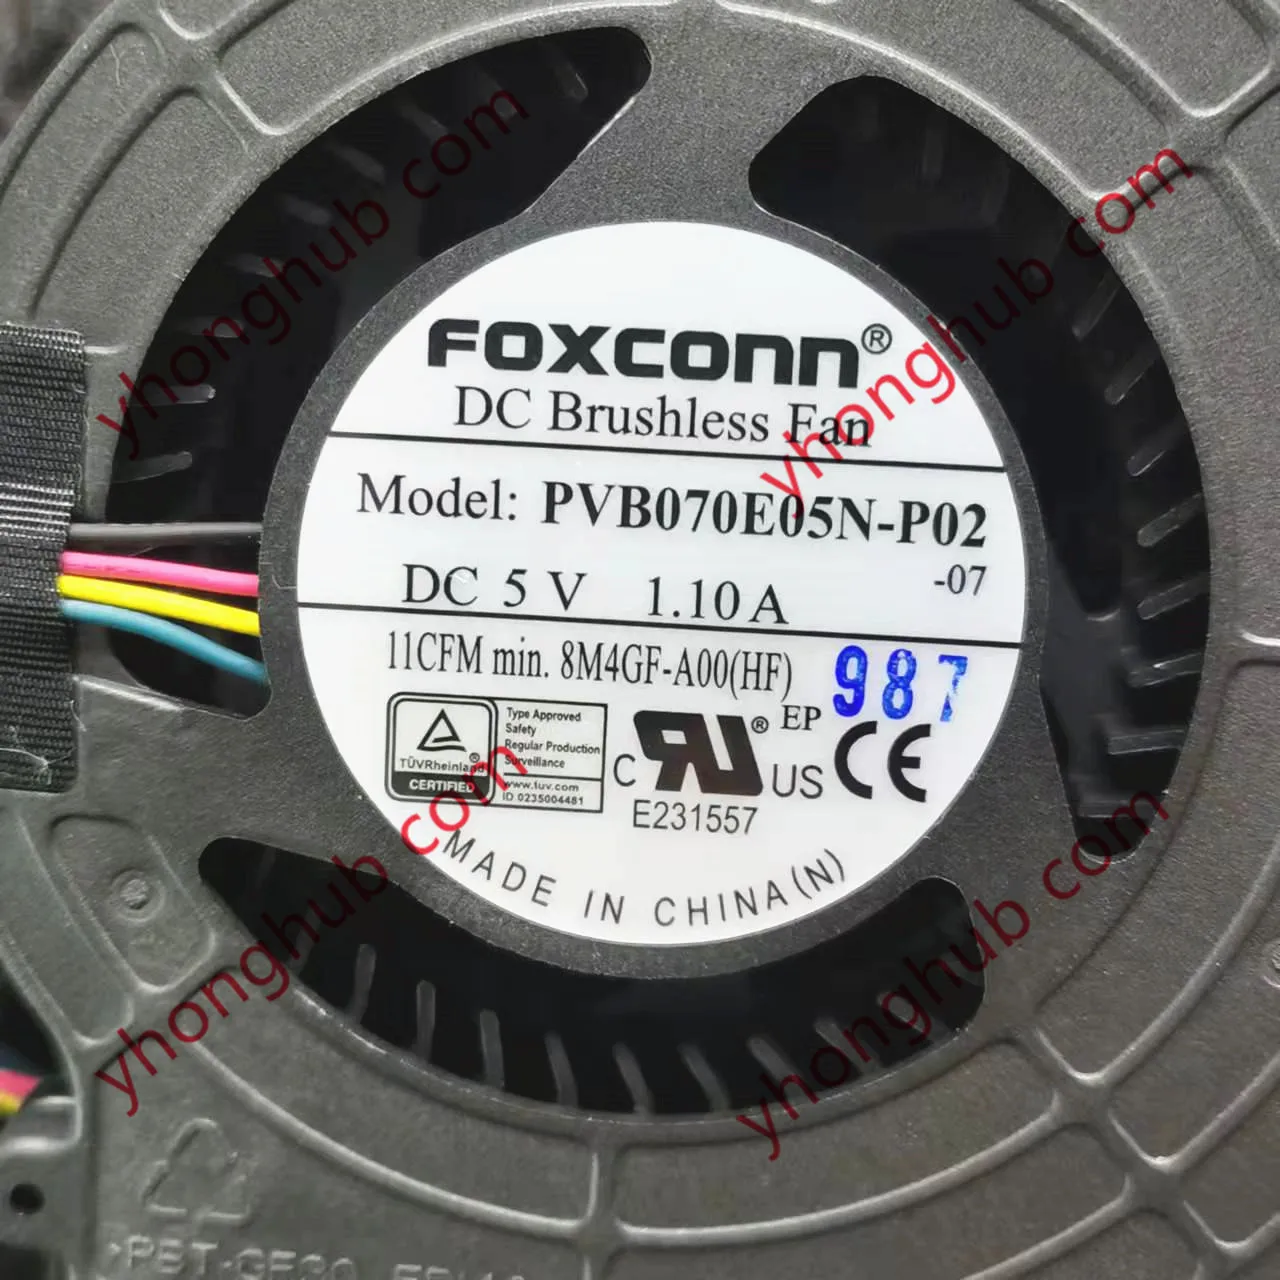 FOXCONN®
DC Brushless Fan
Model: PVB070E05N-P02
-07
DC 5 V 1.10 A
11CFM min. 8M4GF-A00(HF)
987
TÜVRheinland®
CERTIFIED
Type Approved
Safety
Regular Production
Surveillance
www.tuv.com
ID 0235004481
C RU® US
EP
CE
E231557
MADE IN CHINA(N)
yhonghub com
yhonghub com
yhonghub com
yhonghub com
yhonghub com